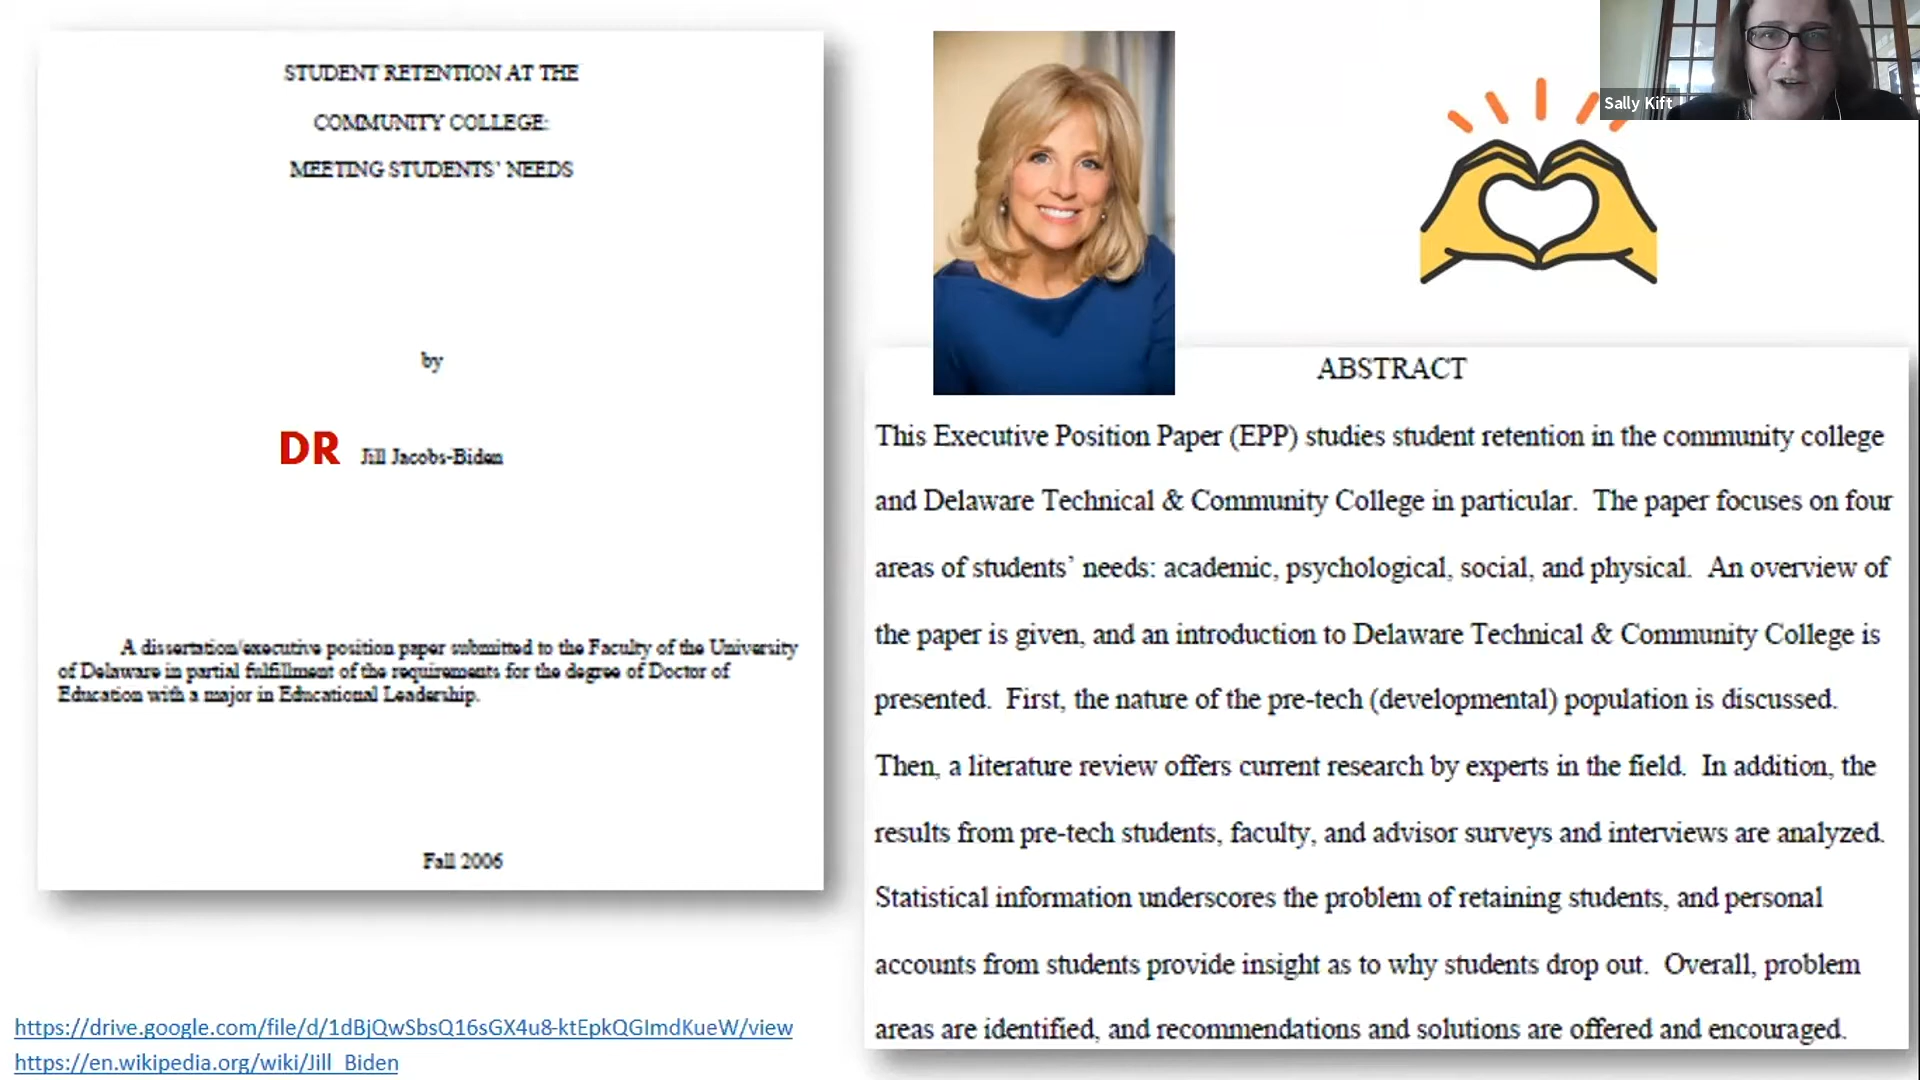 STUDENT RETENTION AT THE
COMMUNITY COLLEGE:
MEETING STUDENTS' NEEDS
by
DR Jill Jacobs-Biden
A dissertation/executive position paper submitted to the Faculty of the University
of Delaware in partial fulfillment of the requirements for the degree of Doctor of
Education with a major in Educational Leadership.
Fall 2006
https://drive.google.com/file/d/1dBjQwSbsQ16sGX4u8-ktEpkQGImdKueW/view
https://en.wikipedia.org/wiki/Jill_Biden
Sally Kift
ABSTRACT
This Executive Position Paper (EPP) studies student retention in the community college
and Delaware Technical & Community College in particular. The paper focuses on four
areas of students' needs: academic, psychological, social, and physical. An overview of
the paper is given, and an introduction to Delaware Technical & Community College is
presented. First, the nature of the pre-tech (developmental) population is discussed.
Then, a literature review offers current research by experts in the field. In addition, the
results from pre-tech students, faculty, and advisor surveys and interviews are analyzed.
Statistical information underscores the problem of retaining students, and personal
accounts from students provide insight as to why students drop out. Overall, problem
areas are identified, and recommendations and solutions are offered and encouraged.